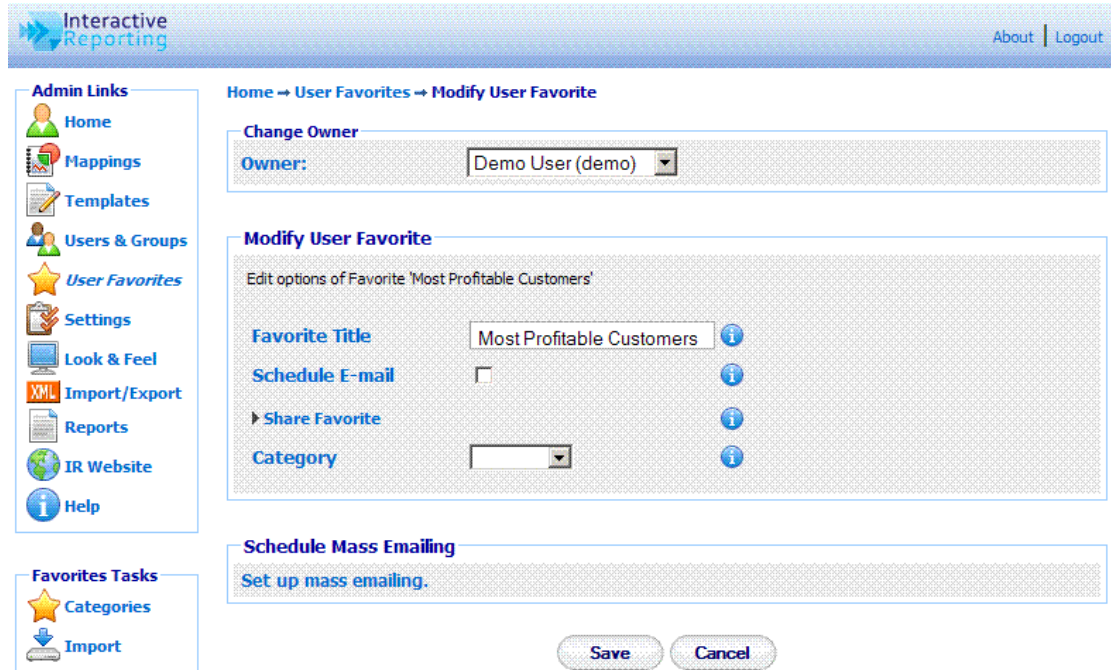 Interactive
Reporting
About | Logout
Admin Links
Home
Mappings
Templates
Users & Groups
User Favorites
Settings
Look & Feel
XML Import/Export
Reports
IR Website
Help
Favorites Tasks
Categories
Import
Home → User Favorites → Modify User Favorite
Change Owner
Owner: Demo User (demo)
Modify User Favorite
Edit options of Favorite 'Most Profitable Customers'
Favorite Title Most Profitable Customers
Schedule E-mail
Share Favorite
Category
Schedule Mass Emailing
Set up mass emailing.
Save Cancel